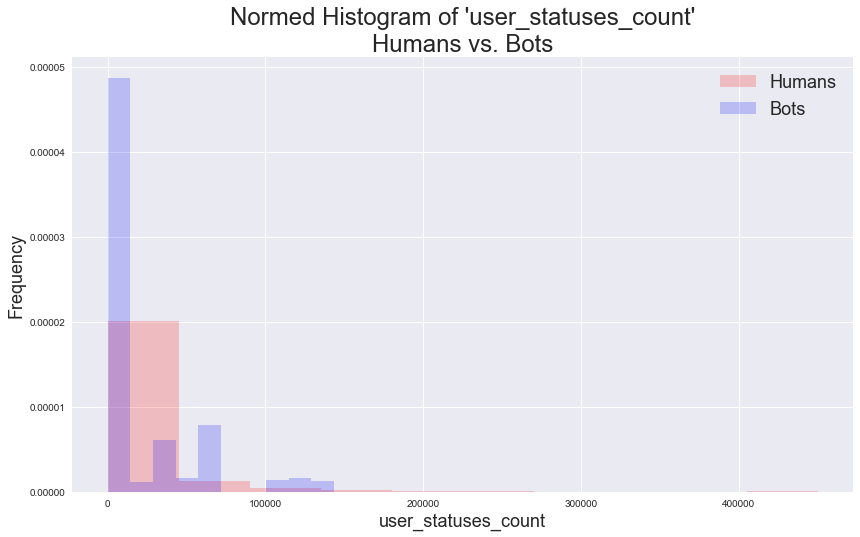 Normed Histogram of 'user_statuses_count'
Humans vs. Bots
Humans
Bots
Frequency
0.00005
0.00004
0.00003
0.00002
0.00001
0.00000
0
100000
200000
300000
400000
user_statuses_count